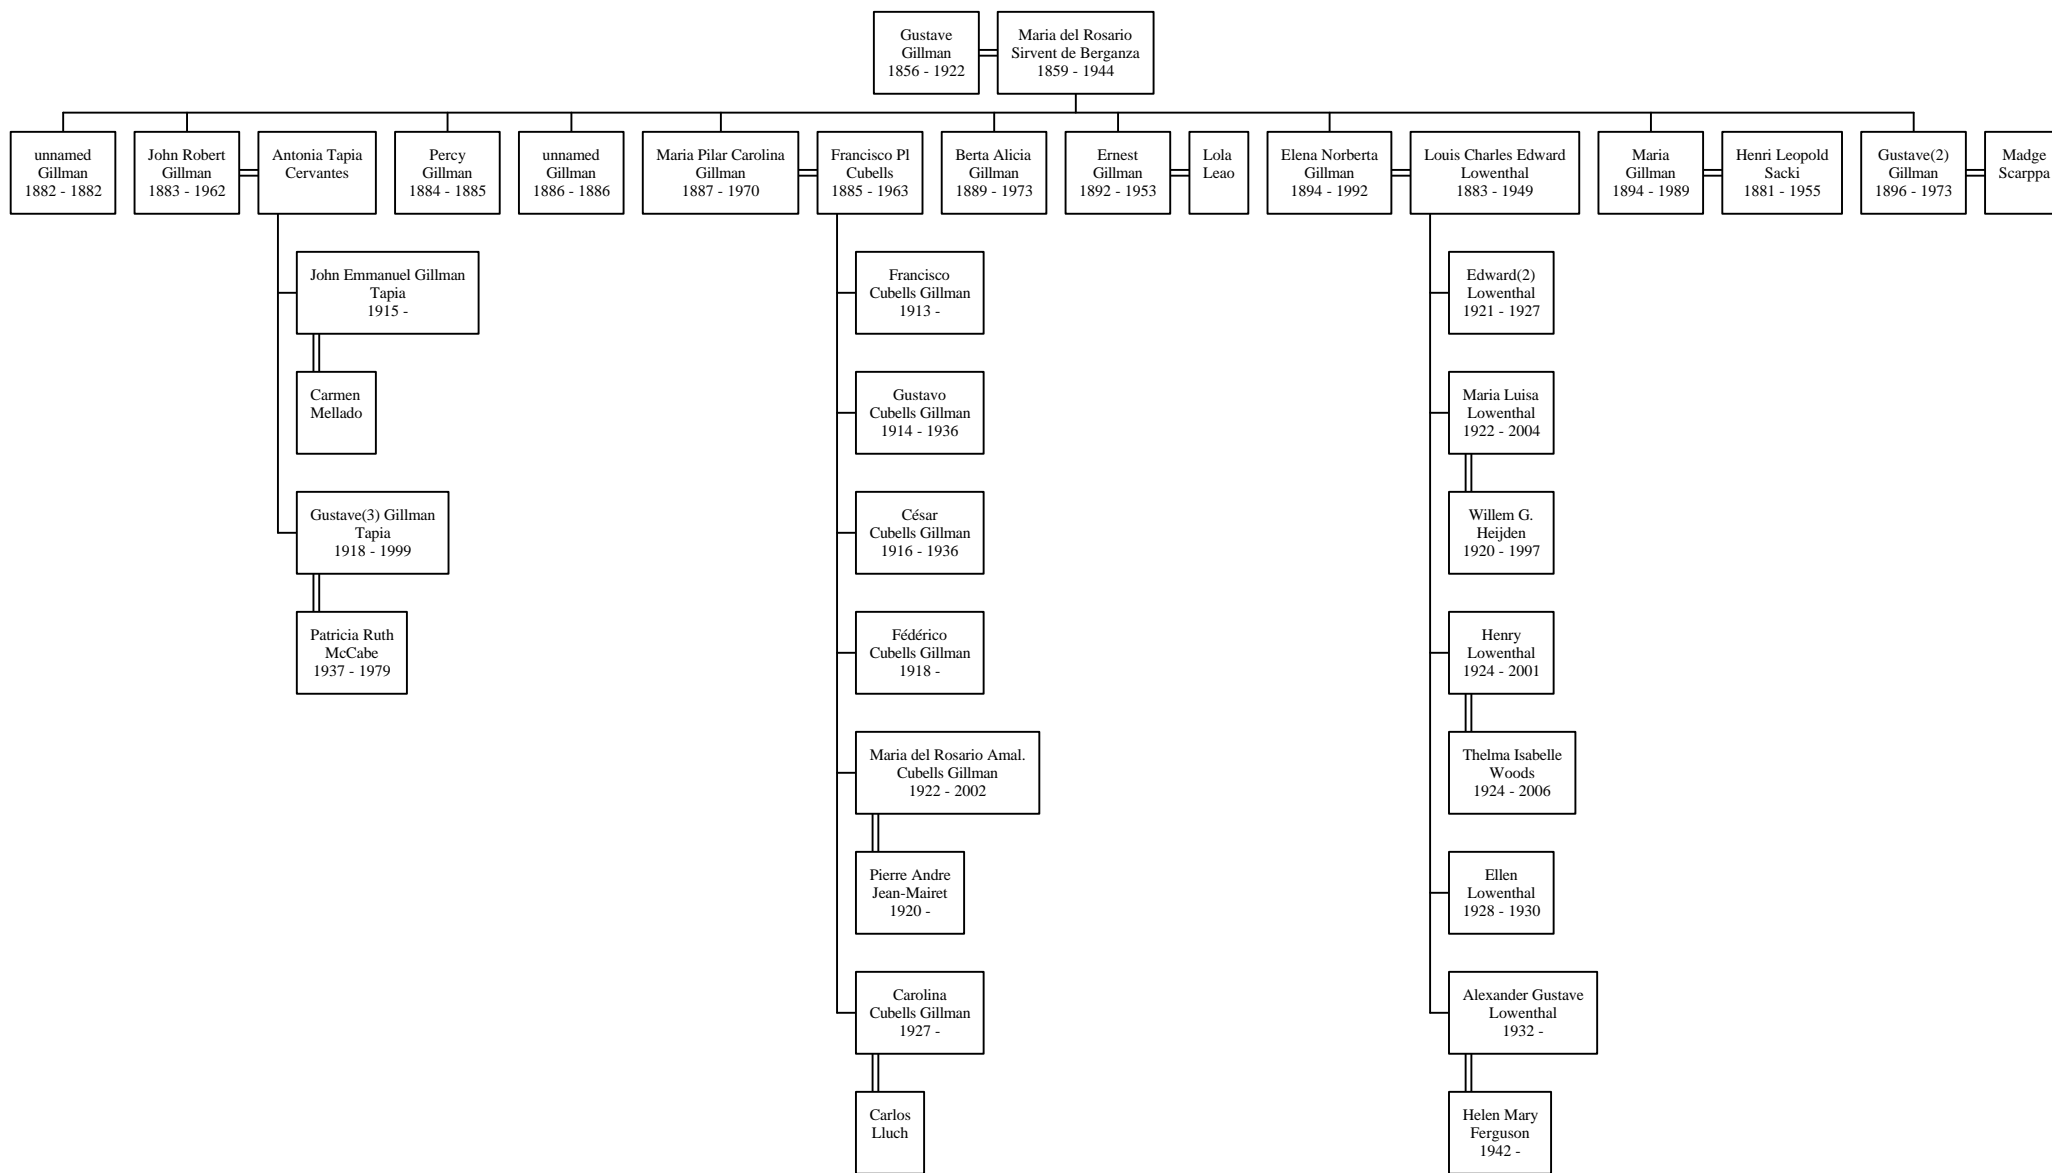 Gustave
Gillman
1856 - 1922
Maria del Rosario
Sirvent de Berganza
1859 - 1944
unnamed
Gillman
1882 - 1882
John Robert
Gillman
1883 - 1962
Antonia Tapia
Cervantes
Percy
Gillman
1884 - 1885
unnamed
Gillman
1886 - 1886
Maria Pilar Carolina
Gillman
1887 - 1970
Francisco Pl
Cubells
1885 - 1963
Berta Alicia
Gillman
1889 - 1973
Ernest
Gillman
1892 - 1953
Lola
Leao
Elena Norberta
Gillman
1894 - 1992
Louis Charles Edward
Lowenthal
1883 - 1949
Maria
Gillman
1894 - 1989
Henri Leopold
Sacki
1881 - 1955
Gustave(2)
Gillman
1896 - 1973
Madge
Scarppa
John Emmanuel Gillman
Tapia
1915 -
Carmen
Mellado
Gustave(3) Gillman
Tapia
1918 - 1999
Patricia Ruth
McCabe
1937 - 1979
Francisco
Cubells Gillman
1913 -
Gustavo
Cubells Gillman
1914 - 1936
César
Cubells Gillman
1916 - 1936
Fédérico
Cubells Gillman
1918 -
Maria del Rosario Amal.
Cubells Gillman
1922 - 2002
Pierre Andre
Jean-Mairet
1920 -
Carolina
Cubells Gillman
1927 -
Carlos
Lluch
Edward(2)
Lowenthal
1921 - 1927
Maria Luisa
Lowenthal
1922 - 2004
Willem G.
Heijden
1920 - 1997
Henry
Lowenthal
1924 - 2001
Thelma Isabelle
Woods
1924 - 2006
Ellen
Lowenthal
1928 - 1930
Alexander Gustave
Lowenthal
1932 -
Helen Mary
Ferguson
1942 -